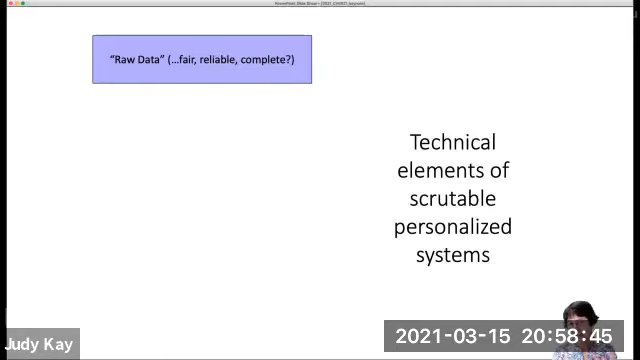 PowerPoint Slide Show - [2021_CHIIR21_keynote]
"Raw Data" (...fair, reliable, complete?)
Technical
elements of
scrutable
personalized
systems
Judy Kay
2021-03-15 20:58:45